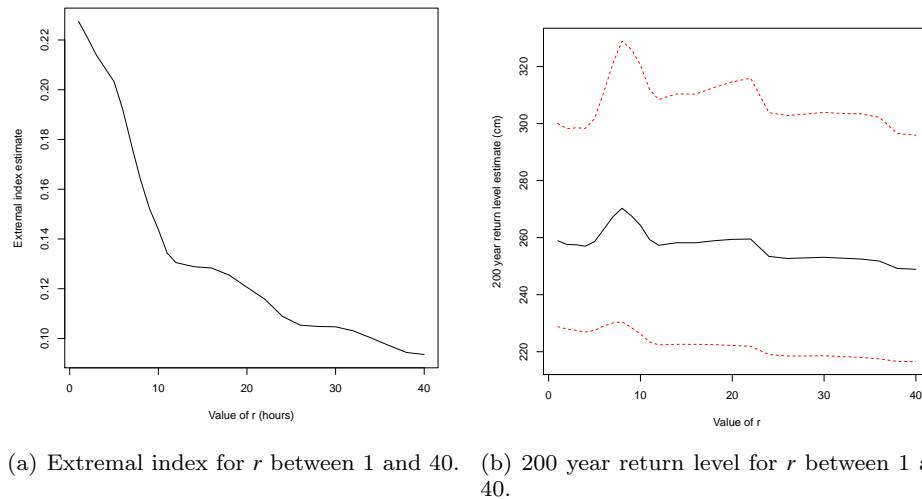 0.22
0.20
0.18
0.16
0.14
0.12
0.10
Extremal index estimate
0 10 20 30 40
Value of r (hours)
320
300
280
260
240
220
200 year return level estimate (cm)
0 10 20 30 40
Value of r
(a) Extremal index for r between 1 and 40.
(b) 200 year return level for r between 1 a
40.